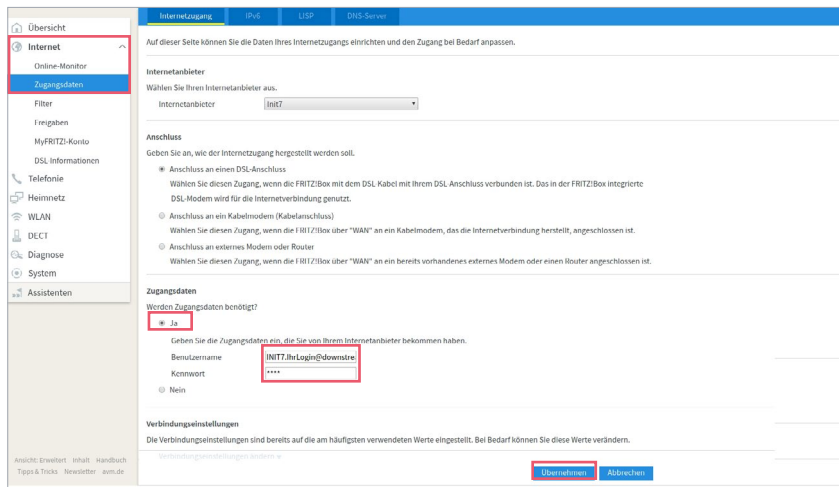 Internetzugang IPv6 LISP DNS-Server
Übersicht
Internet
Online-Monitor
Zugangsdaten
Filter
Freigaben
MyFRITZ!-Konto
DSL-Informationen
Telefonie
Heimnetz
WLAN
DECT
Diagnose
System
Assistenten
Ansicht: Erweitert Inhalt Handbuch
Tipps & Tricks Newsletter avm.de
Auf dieser Seite können Sie die Daten Ihres Internetzugangs einrichten und den Zugang bei Bedarf anpassen.
Internetanbieter
Wählen Sie Ihren Internetanbieter aus.
Internetanbieter Init7
Anschluss
Geben Sie an, wie der Internetzugang hergestellt werden soll.
Anschluss an einen DSL-Anschluss
Wählen Sie diesen Zugang, wenn die FRITZ!Box mit dem DSL-Kabel mit Ihrem DSL-Anschluss verbunden ist. Das in der FRITZ!Box integrierte
DSL-Modem wird für die Internetverbindung genutzt.
Anschluss an ein Kabelmodem (Kabelanschluss)
Wählen Sie diesen Zugang, wenn die FRITZ!Box über "WAN" an ein Kabelmodem, das die Internetverbindung herstellt, angeschlossen ist.
Anschluss an externes Modem oder Router
Wählen Sie diesen Zugang, wenn die FRITZ!Box über "WAN" an ein bereits vorhandenes externes Modem oder einen Router angeschlossen ist.
Zugangsdaten
Werden Zugangsdaten benötigt?
Ja
Geben Sie die Zugangsdaten ein, die Sie von Ihrem Internetanbieter bekommen haben.
Benutzername INIT7.IhrLogin@downstre
Kennwort ****
Nein
Verbindungseinstellungen
Die Verbindungseinstellungen sind bereits auf die am häufigsten verwendeten Werte eingestellt. Bei Bedarf können Sie diese Werte verändern.
Verbindungseinstellungen ändern
Übernehmen Abbrechen